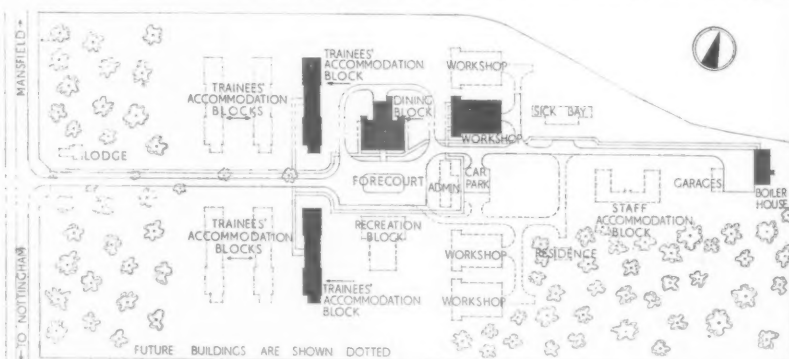 MANSFIELD
TRAINEES'
ACCOMMODATION
BLOCK
WORKSHOP
TRAINEES'
ACCOMMODATION
BLOCKS
DINING
BLOCK
SICK BAY
WORKSHOP
LODGE
FORECOURT
ADMIN
CAR
PARK
GARAGES
BOILER
HOUSE
STAFF
ACCOMMODATION
BLOCK
TRAINEES'
ACCOMMODATION
BLOCKS
RECREATION
BLOCK
WORKSHOP
RESIDENCE
TRAINEES'
ACCOMMODATION
BLOCK
WORKSHOP
TO NOTTINGHAM
FUTURE BUILDINGS ARE SHOWN DOTTED